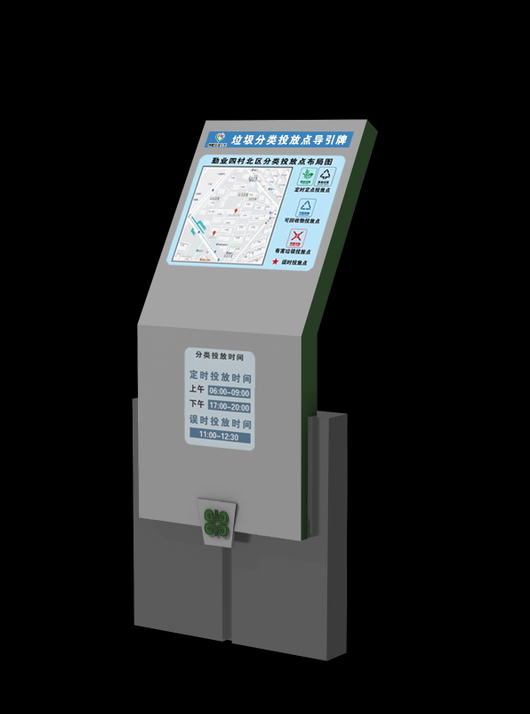 垃圾分类投放点导引牌
勤业四村北区分类投放点布局图
定时定点投放点
可回收物投放点
有害垃圾投放点
误时投放点
分类投放时间
定时投放时间
上午 06:00-09:00
下午 17:00-20:00
误时投放时间
11:00-12:30